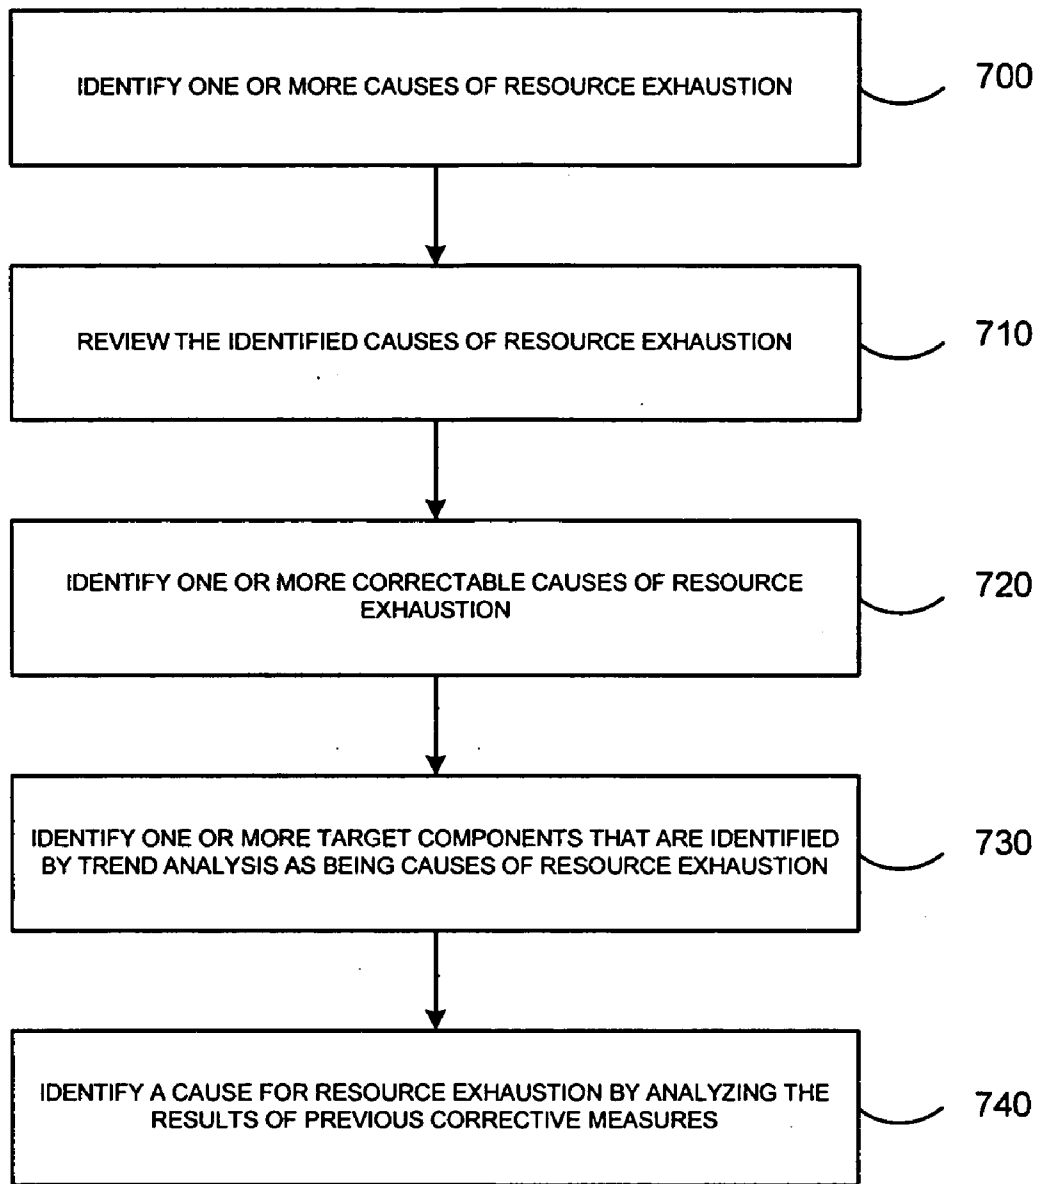 IDENTIFY ONE OR MORE CAUSES OF RESOURCE EXHAUSTION
700
REVIEW THE IDENTIFIED CAUSES OF RESOURCE EXHAUSTION
710
IDENTIFY ONE OR MORE CORRECTABLE CAUSES OF RESOURCE
EXHAUSTION
720
IDENTIFY ONE OR MORE TARGET COMPONENTS THAT ARE IDENTIFIED
BY TREND ANALYSIS AS BEING CAUSES OF RESOURCE EXHAUSTION
730
IDENTIFY A CAUSE FOR RESOURCE EXHAUSTION BY ANALYZING THE
RESULTS OF PREVIOUS CORRECTIVE MEASURES
740